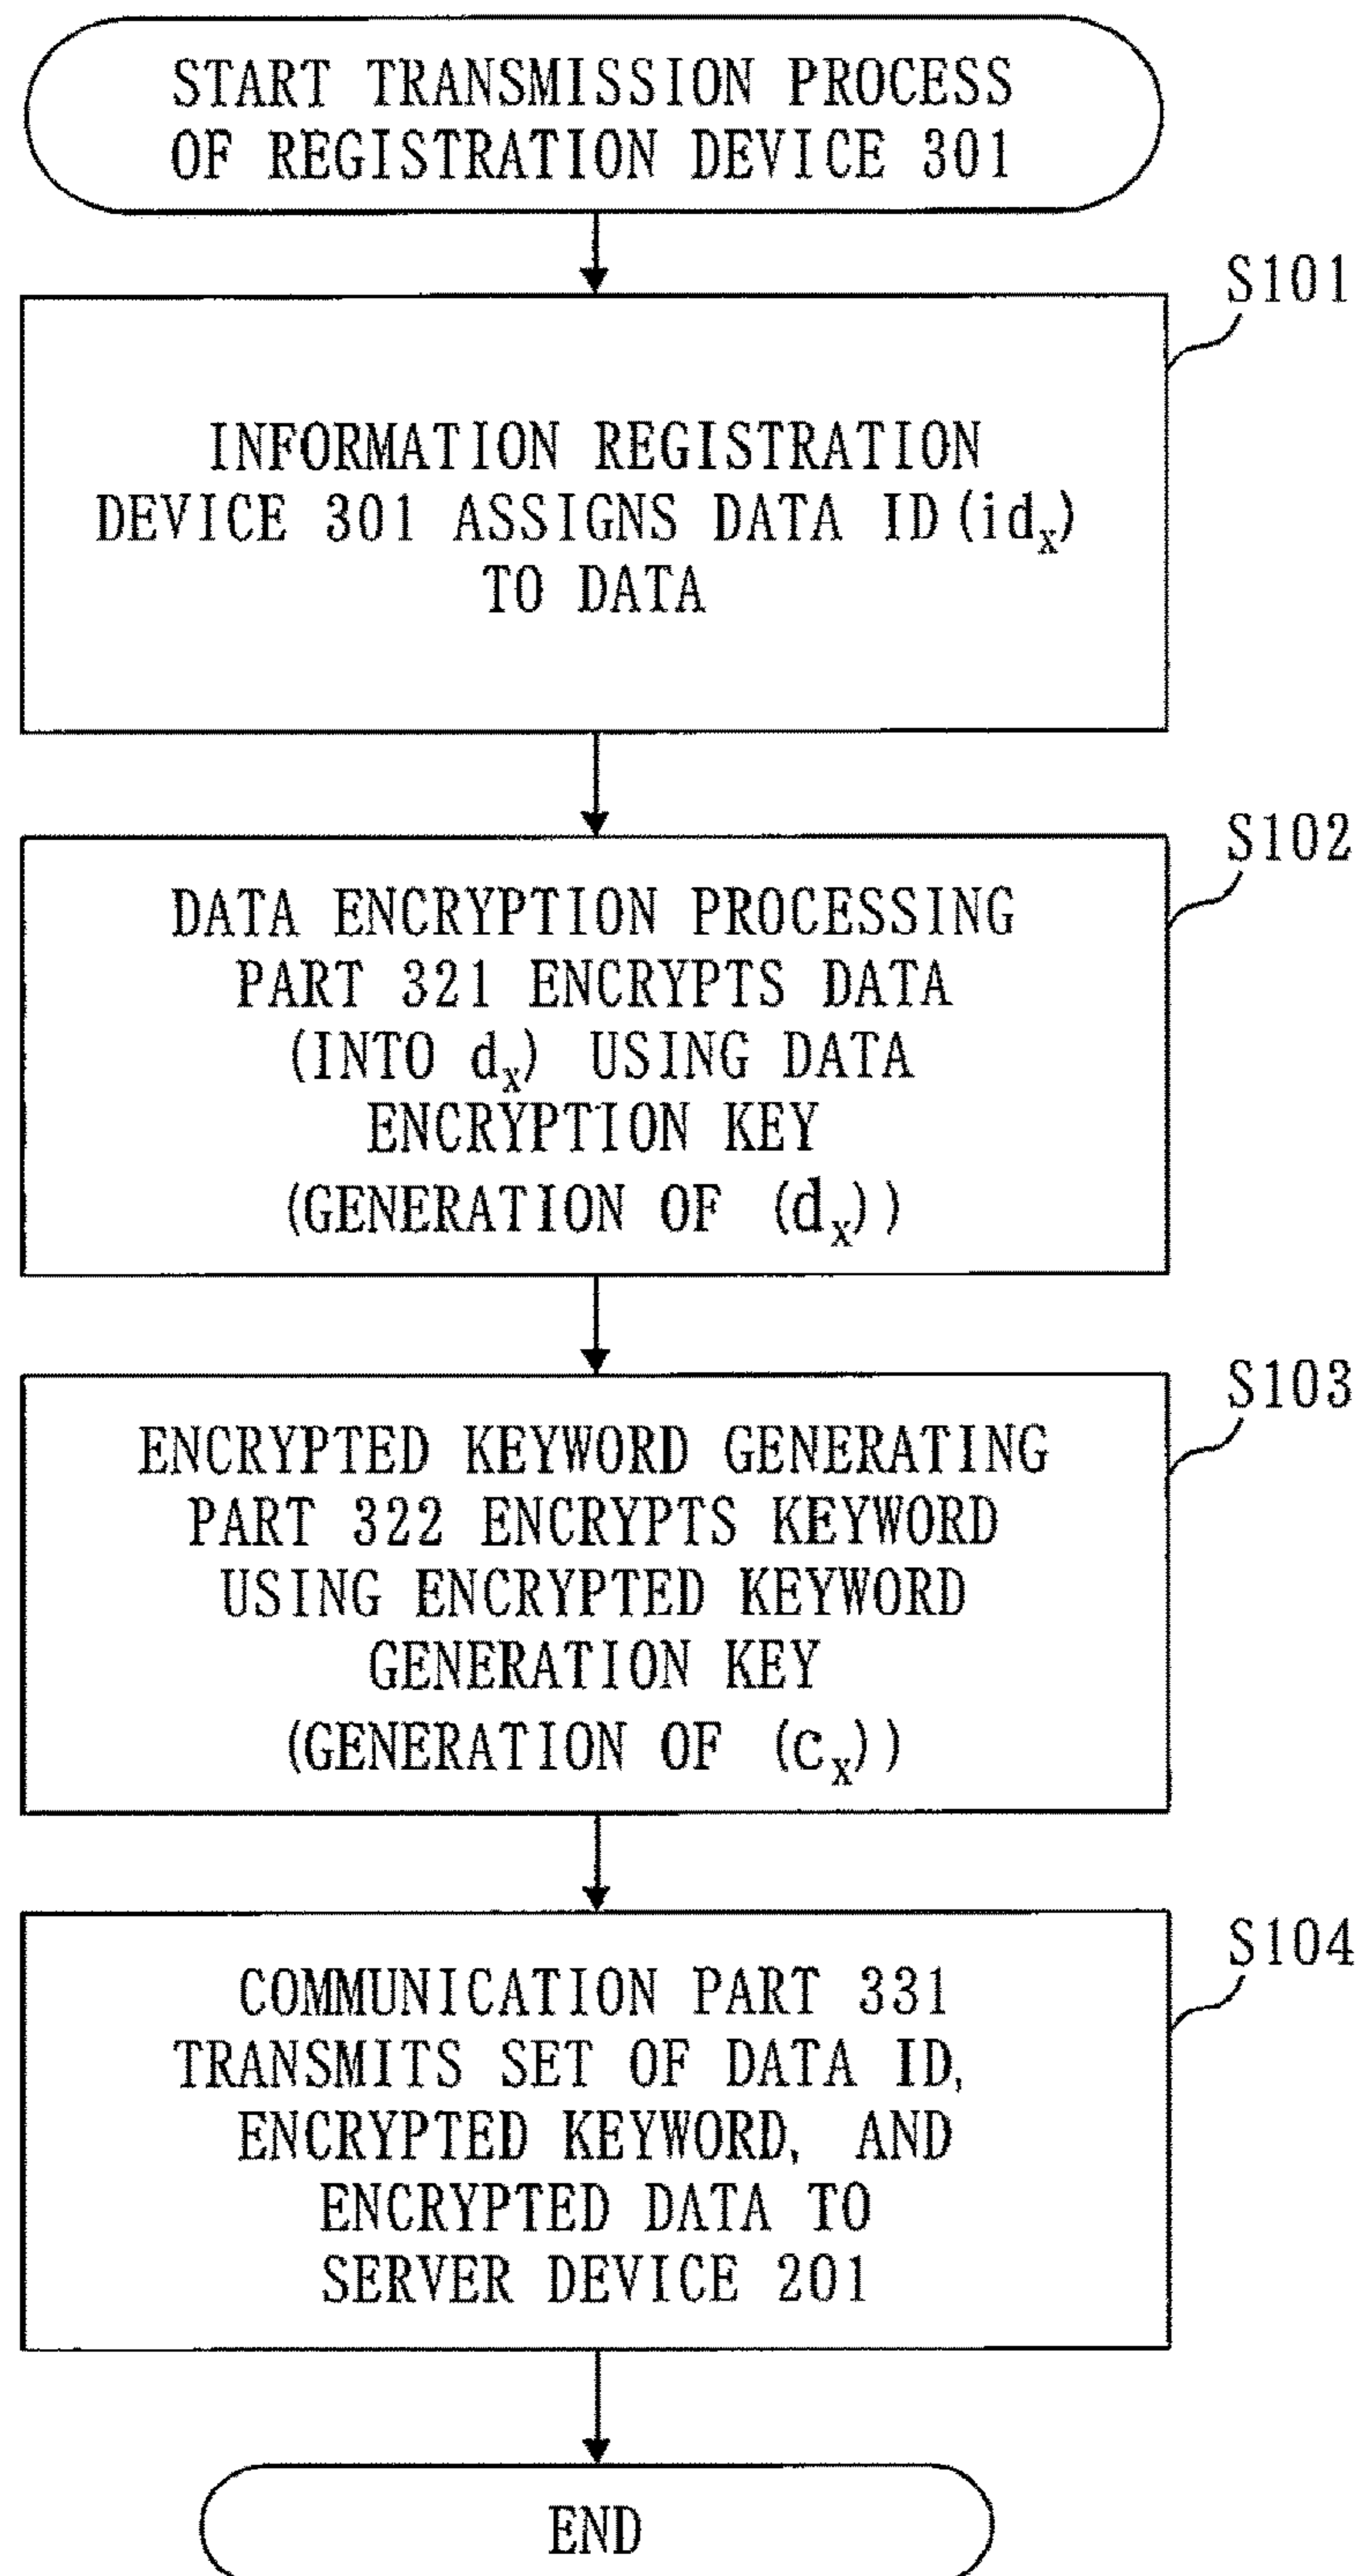 START TRANSMISSION PROCESS
OF REGISTRATION DEVICE 301
S101
INFORMATION REGISTRATION
DEVICE 301 ASSIGNS DATA ID(idₓ)
TO DATA
S102
DATA ENCRYPTION PROCESSING
PART 321 ENCRYPTS DATA
(INTO dₓ) USING DATA
ENCRYPTION KEY
(GENERATION OF (dₓ))
S103
ENCRYPTED KEYWORD GENERATING
PART 322 ENCRYPTS KEYWORD
USING ENCRYPTED KEYWORD
GENERATION KEY
(GENERATION OF (cₓ))
S104
COMMUNICATION PART 331
TRANSMITS SET OF DATA ID,
ENCRYPTED KEYWORD, AND
ENCRYPTED DATA TO
SERVER DEVICE 201
END